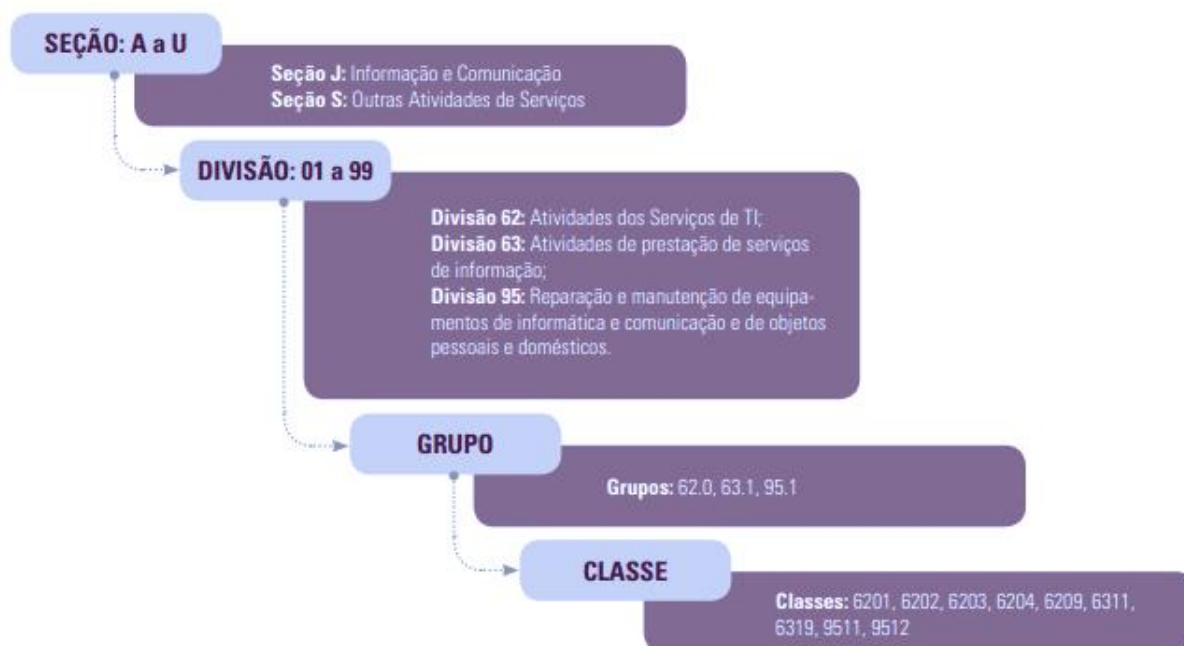 SEÇÃO: A a U
Seção J: Informação e Comunicação
Seção S: Outras Atividades de Serviços
DIVISÃO: 01 a 99
Divisão 62: Atividades dos Serviços de TI;
Divisão 63: Atividades de prestação de serviços
de informação;
Divisão 95: Reparação e manutenção de equipa-
mentos de informática e comunicação e de objetos
pessoais e domésticos.
GRUPO
Grupos: 62.0, 63.1, 95.1
CLASSE
Classes: 6201, 6202, 6203, 6204, 6209, 6311,
6319, 9511, 9512